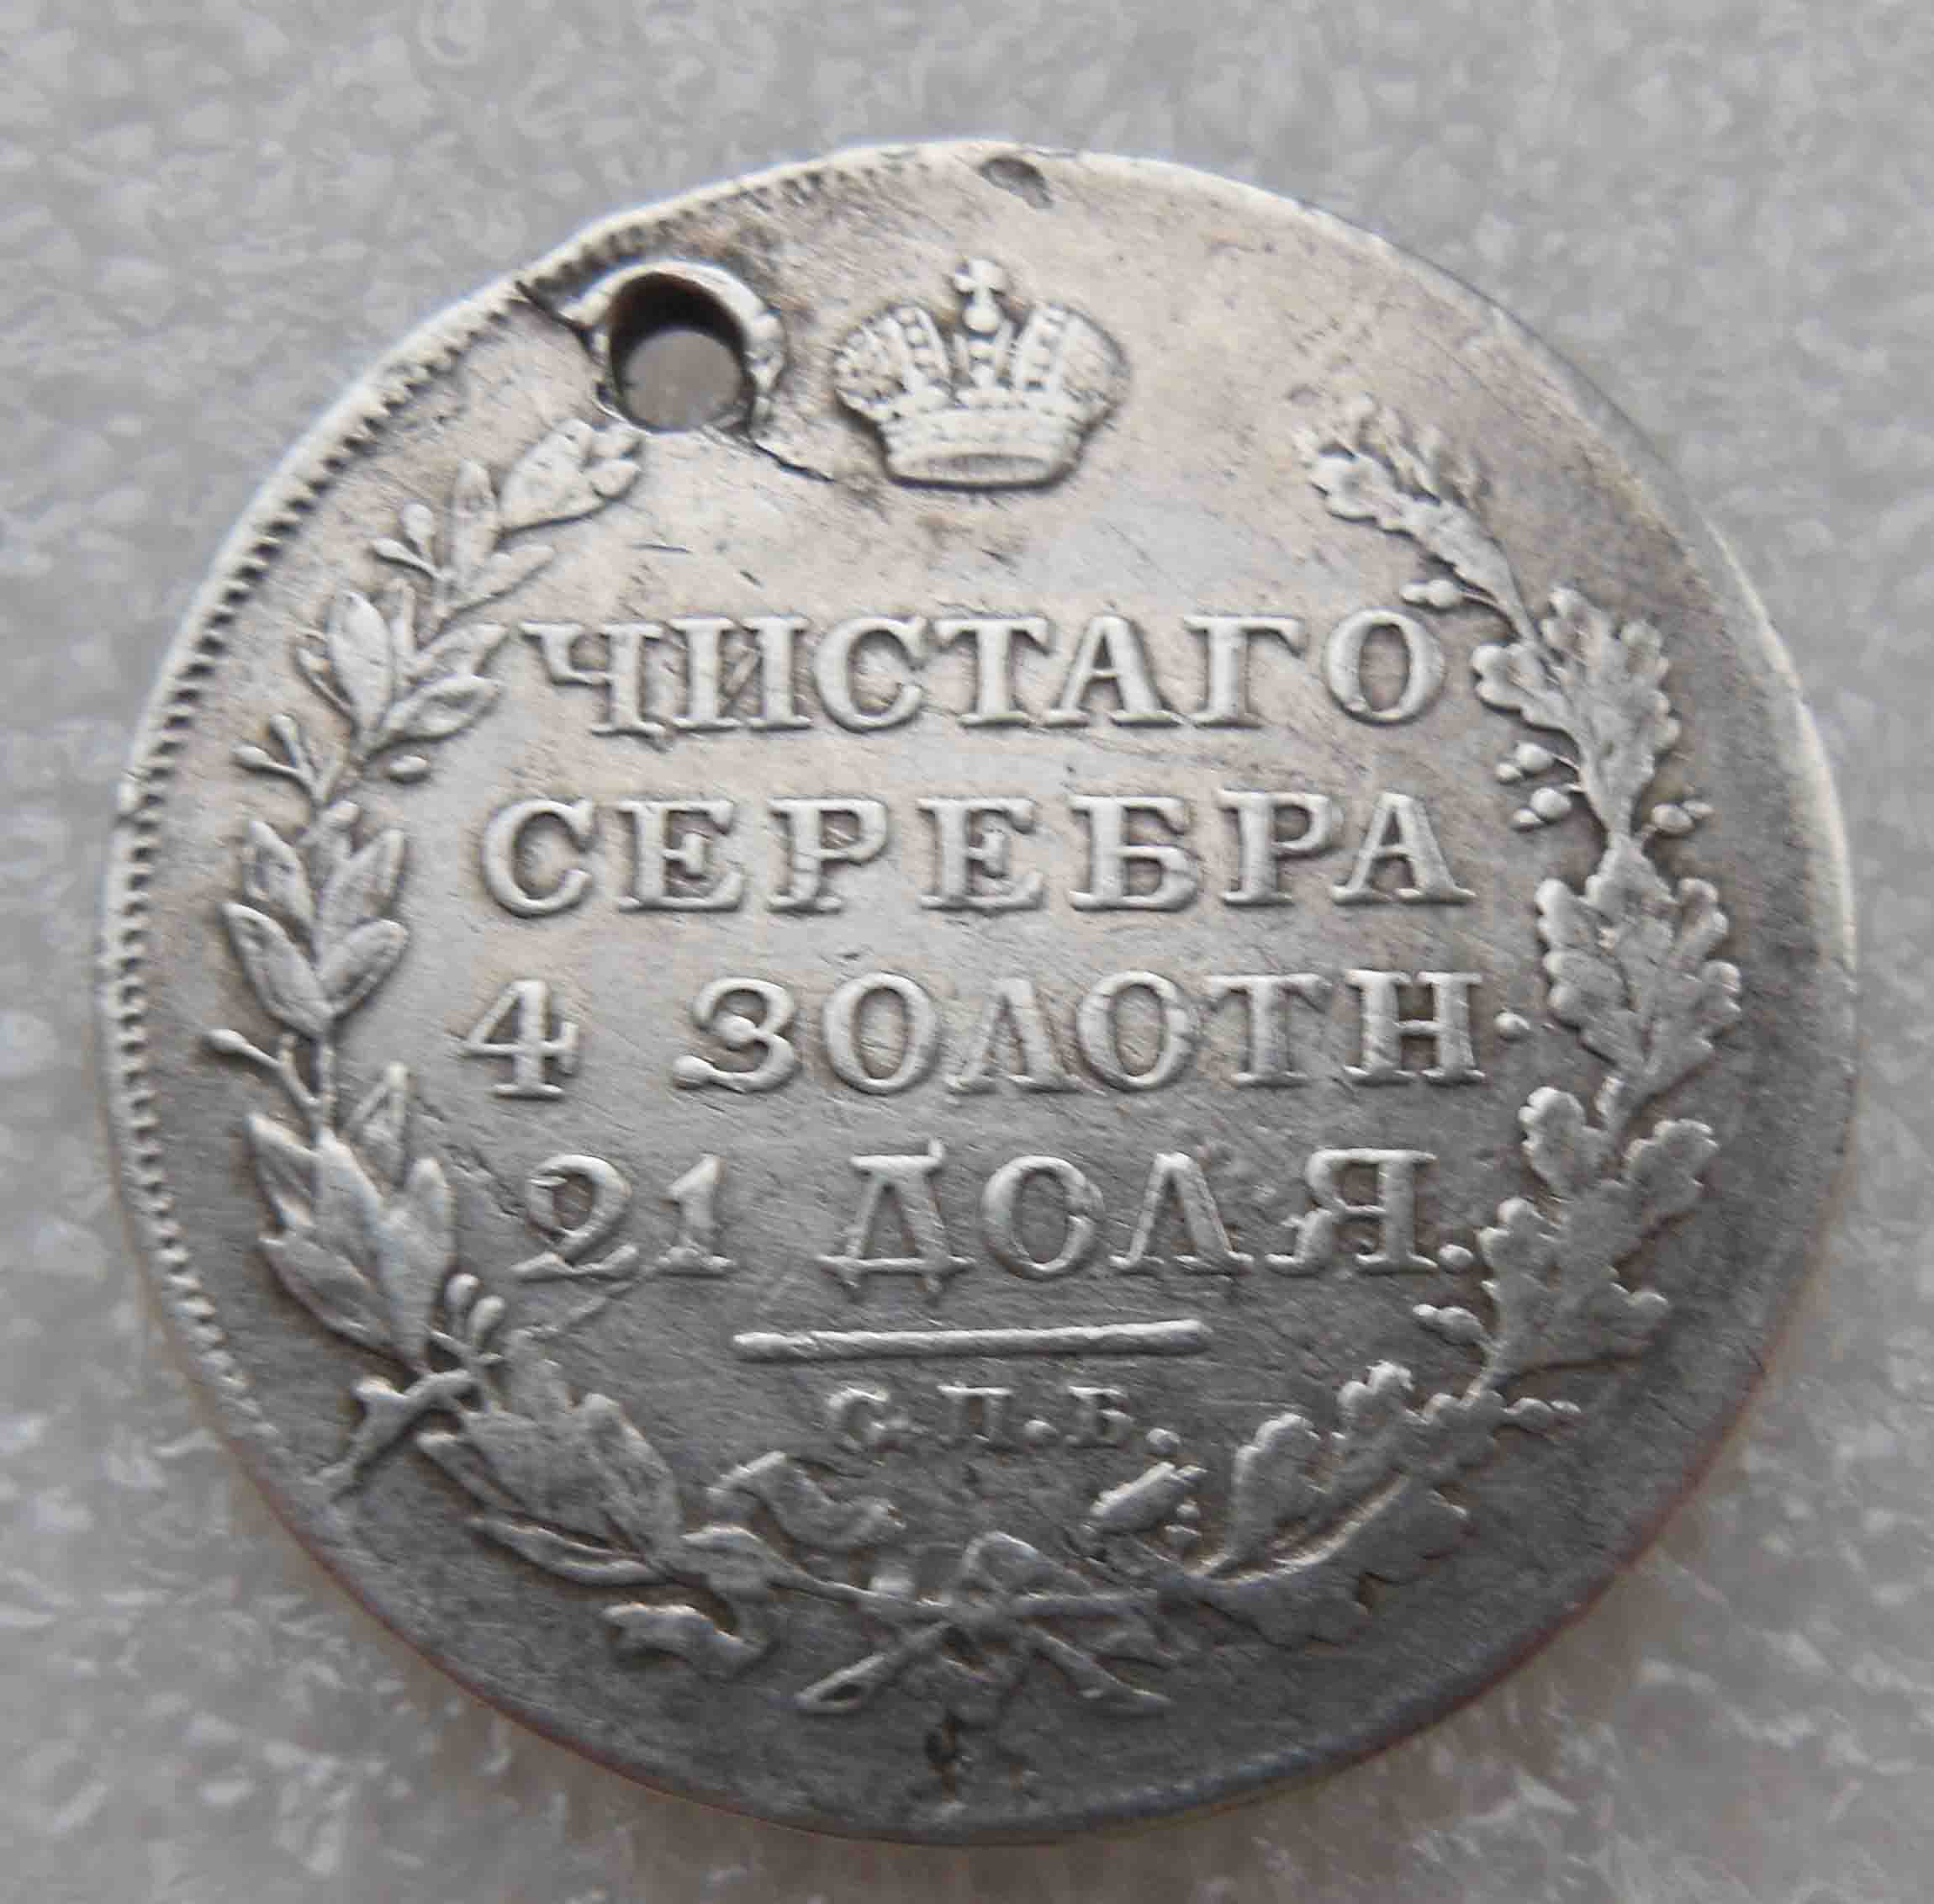 ЧИСТАГО
СЕРЕБРА
4 ЗОЛОТН.
21 ДОЛЯ.
С.П.Б.